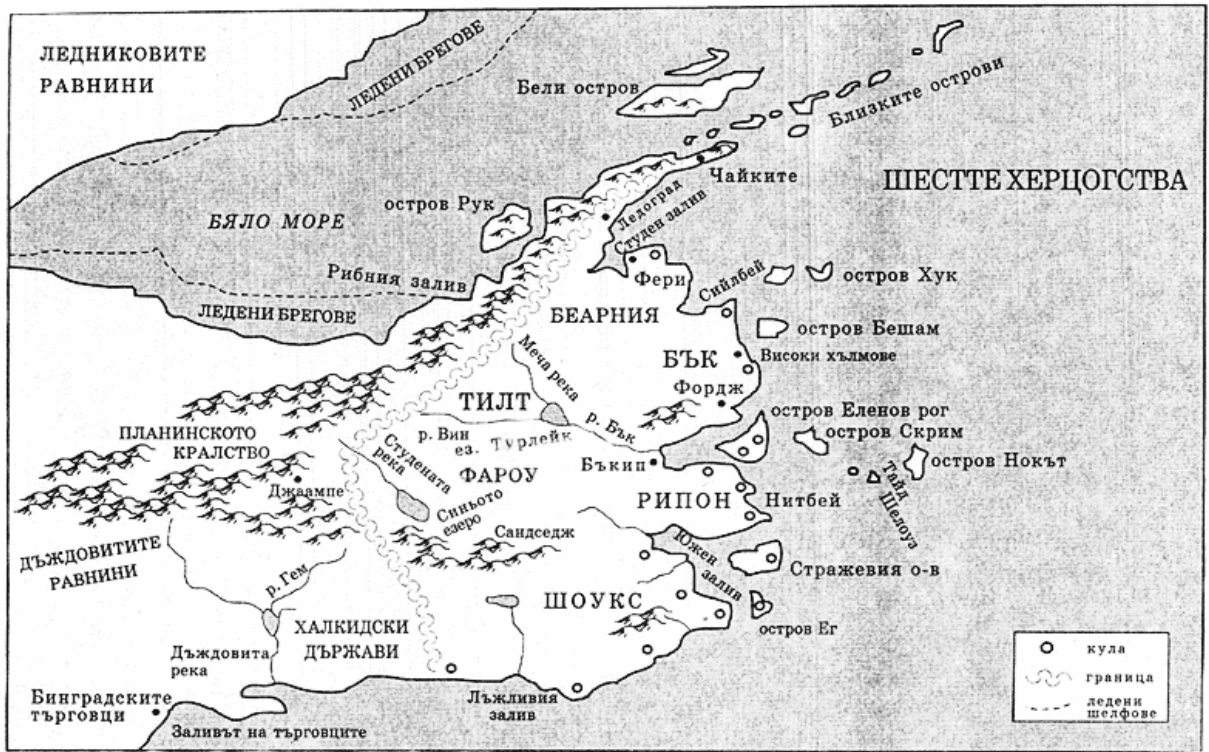 ЛЕДНИКОВИТЕ
РАВНИНИ
ЛЕДЕНИ БРЕГОВЕ
Бели остров
Близките острови
Чайките
ШЕСТТЕ ХЕРЦОГСТВА
остров Рук
БЯЛО МОРЕ
Ледоград
Студен залив
Рибния залив
Фери
Сийлбей
остров Хук
ЛЕДЕНИ БРЕГОВЕ
БЕАРНИЯ
остров Бешам
БЪК
Високи хълмове
Меча река
Фордж
ТИЛТ
р. Бък
остров Еленов рог
остров Скрим
ПЛАНИНСКОТО
КРАЛСТВО
р. Вин
ез. Турлейк
Студената
река
ФАРОУ
Бъкип
остров Нокът
Тайд
Шелоуз
Джаампе
Синьото
езеро
РИПОН
Нитбей
Сандседж
ДЪЖДОВИТИТЕ
РАВНИНИ
Южен
залив
Стражевия о-в
р. Гем
ШОУКС
остров Ег
ХАЛКИДСКИ
ДЪРЖАВИ
Дъждовита
река
Бинградските
търговци
Лъжливия
залив
Заливът на търговците
кула
граница
ледени
шелфове